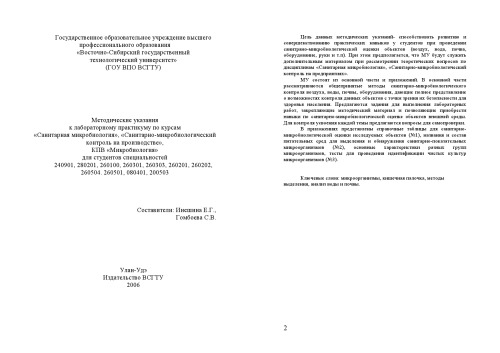 Государственное образовательное учреждение высшего
профессионального образования
«Восточно-Сибирский государственный
технологический университет»
(ГОУ ВПО ВСГТУ)
Методические указания
к лабораторному практикуму по курсам
«Санитарная микробиология», «Санитарно-микробиологический
контроль на производстве»,
КПВ «Микробиология»
для студентов специальностей
240901, 280201, 260100, 260301, 260303, 260201, 260202,
260504. 260501, 080401, 200503
Составители: Никшина Е.Г.,
Гомбоева С.В.
Улан-Удэ
Издательство ВСГТУ
2006
Цель данных методических указаний- способствовать развитию и
совершенствованию практических навыков у студентов при проведении
санитарно-микробиологической оценки объектов (воздух, вода, почва,
оборудование, руки и т.п). При этом предполагается, что МУ будут служить
дополнительным материалом при рассмотрении теоретических вопросов по
дисциплинам «Санитарная микробиология», «Санитарно-микробиологический
контроль на предприятии».
МУ состоят из основной части и приложений. В основной части
рассматриваются общепринятые методы санитарно-микробиологического
контроля воздуха, воды, почвы, оборудования, дающие полное представление
о возможностях контроля данных объектов с точки зрения их безопасности для
здоровья населения. Предлагаются задания для выполнения лабораторных
работ, закрепляющие методический материал и позволяющие приобрести
навыки по санитарно-микробиологической оценке объектов внешней среды.
Для контроля усвоения каждой темы предлагаются вопросы для самопроверки.
В приложениях представлены справочные таблицы для санитарно-
микробиологической оценки исследуемых объектов (№1), названия и состав
питательных сред для выделения и обнаружения санитарно-показательных
микроорганизмов (№2), основные характеристики разных групп
микроорганизмов, тесты для проведения идентификации чистых культур
микроорганизмов (№3).
Ключевые слова: микроорганизмы, кишечная палочка, методы
выделения, анализ воды и почвы.
2